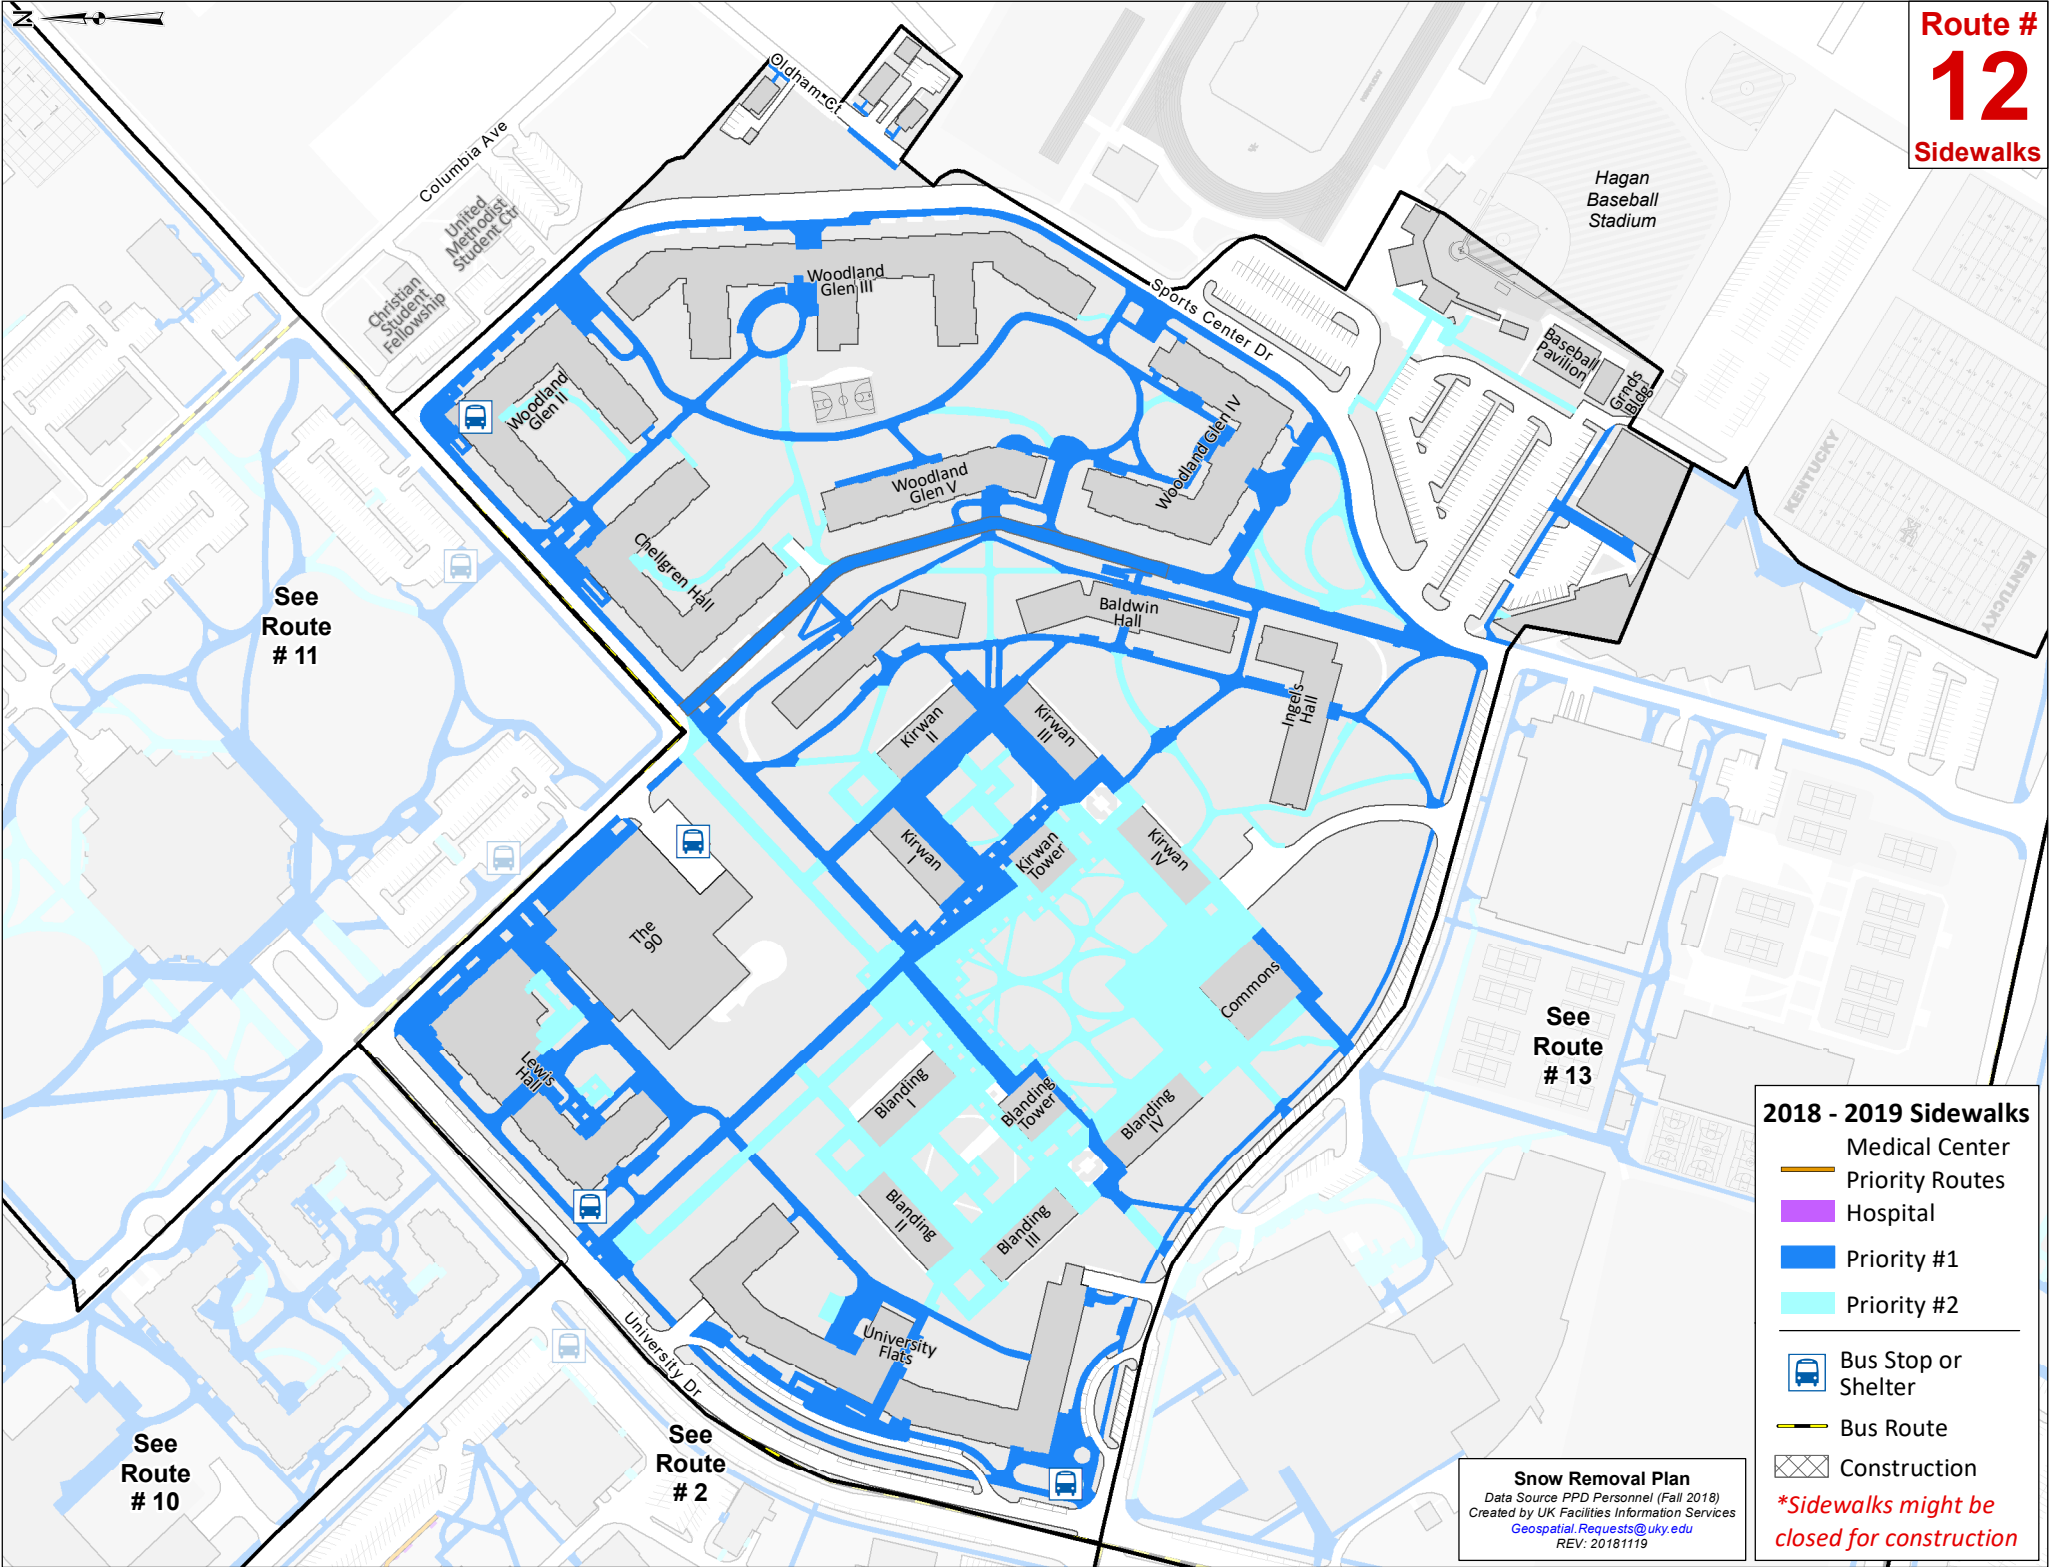 N
Route #
12
Sidewalks
Oldham Ct
Columbia Ave
United
Methodist
Student Ctr
Christian
Student
Fellowship
Hagan
Baseball
Stadium
Woodland
Glen III
Sports Center Dr
Baseball
Pavilion
Grnds
Bldg
Woodland
Glen II
Woodland Glen IV
Woodland
Glen V
KENTUCKY
KENTUCKY
Chellgren Hall
See
Route
# 11
Baldwin
Hall
Ingels
Hall
Kirwan
II
Kirwan
III
Kirwan
I
Kirwan
Tower
Kirwan
IV
The
90
Commons
See
Route
# 13
Lewis
Hall
Blanding
I
Blanding
Tower
Blanding
IV
Blanding
II
Blanding
III
University
Flats
University Dr
See
Route
# 10
See
Route
# 2
2018 - 2019 Sidewalks
Medical Center
Priority Routes
Hospital
Priority #1
Priority #2
Bus Stop or
Shelter
Bus Route
Construction
*Sidewalks might be
closed for construction
Snow Removal Plan
Data Source PPD Personnel (Fall 2018)
Created by UK Facilities Information Services
Geospatial.Requests@uky.edu
REV: 20181119